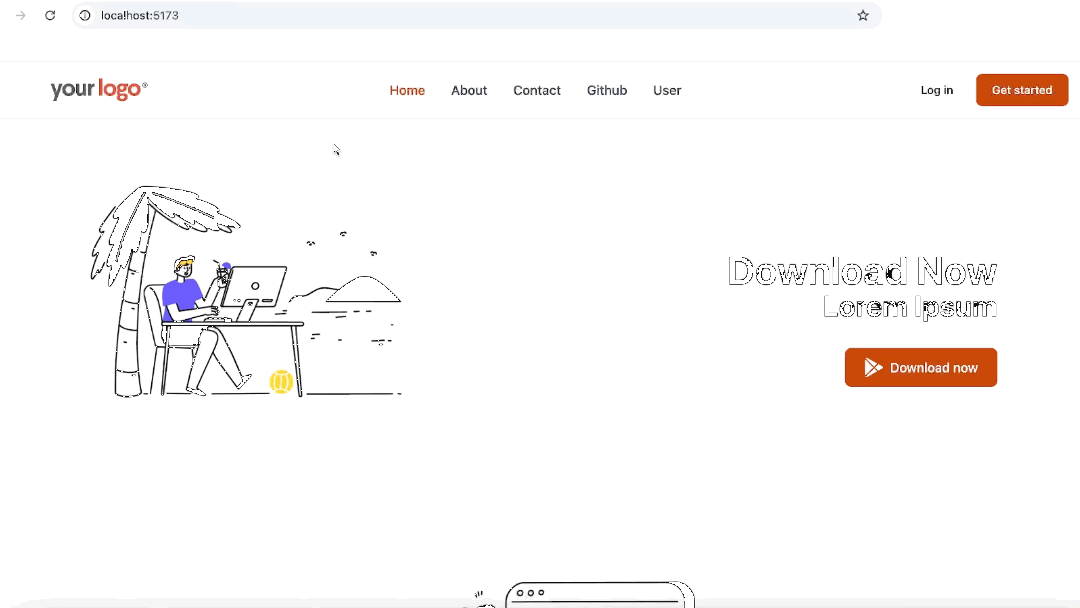 localhost:5173
your logo®
Home About Contact Github User
Log in Get started
Download Now
Lorem Ipsum
Download now